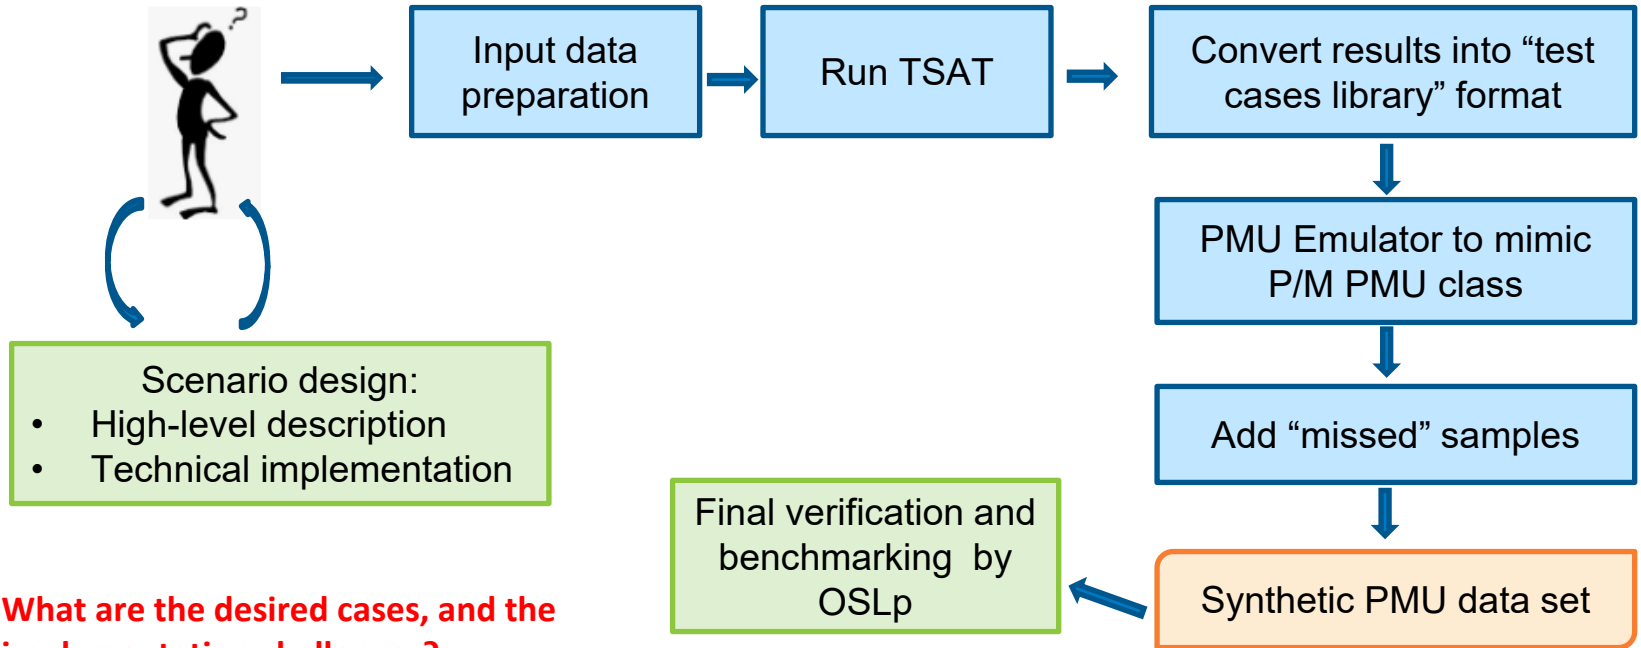 ?
Input data
preparation
Run TSAT
Convert results into “test
cases library” format
PMU Emulator to mimic
P/M PMU class
Add “missed” samples
Synthetic PMU data set
Final verification and
benchmarking by
OSLp
Scenario design:
• High-level description
• Technical implementation
What are the desired cases, and the